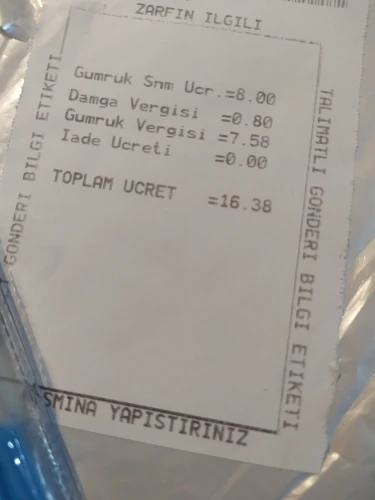 ZARFIN ILGILI
Gumruk Snm Ucr.=8.00
Damga Vergisi =0.80
Gumruk Vergisi =7.58
Iade Ucreti =0.00
TOPLAM UCRET =16.38
SMINA YAPISTIRINIZ
GONDERI BILGI ETIKETI
TALIMATLI GONDERI BILGI ETIKETI